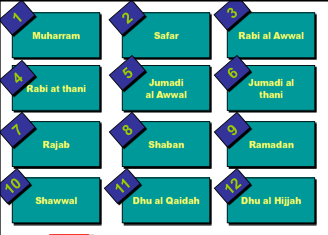 1
Muharram
2
Safar
3
Rabi al Awwal
4
Rabi at thani
5
Jumadi
al Awwal
6
Jumadi al
thani
7
Rajab
8
Shaban
9
Ramadan
10
Shawwal
11
Dhu al Qaidah
12
Dhu al Hijjah